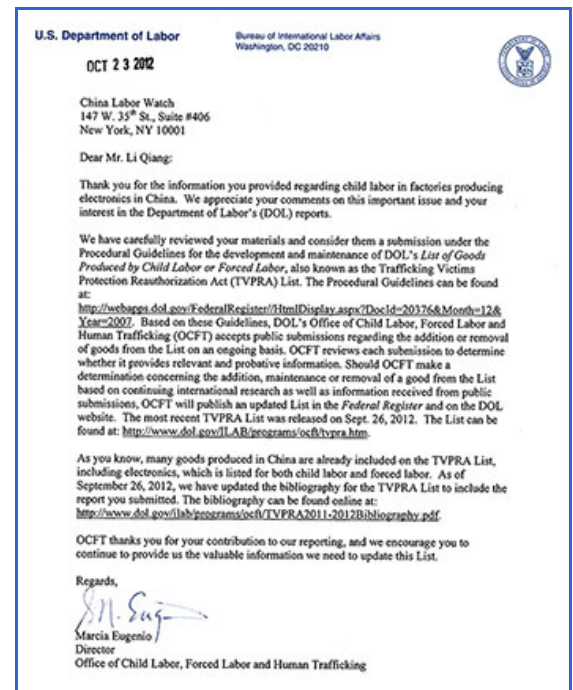 U.S. Department of Labor
Bureau of International Labor Affairs
Washington, DC 20210
OCT 23 2012
China Labor Watch
147 W. 35th St., Suite #406
New York, NY 10001
Dear Mr. Li Qiang:
Thank you for the information you provided regarding child labor in factories producing
electronics in China. We appreciate your comments on this important issue and your
interest in the Department of Labor's (DOL) reports.
We have carefully reviewed your materials and consider them a submission under the
Procedural Guidelines for the development and maintenance of DOL's List of Goods
Produced by Child Labor or Forced Labor, also known as the Trafficking Victims
Protection Reauthorization Act (TVPRA) List. The Procedural Guidelines can be found
at:
http://webapps.dol.gov/FederalRegister//HtmlDisplay.aspx?DocId=20376&Month=12&
Year=2007. Based on these Guidelines, DOL's Office of Child Labor, Forced Labor and
Human Trafficking (OCFT) accepts public submissions regarding the addition or removal
of goods from the List on an ongoing basis. OCFT reviews each submission to determine
whether it provides relevant and probative information. Should OCFT make a
determination concerning the addition, maintenance or removal of a good from the List
based on continuing international research as well as information received from public
submissions, OCFT will publish an updated List in the Federal Register and on the DOL
website. The most recent TVPRA List was released on Sept. 26, 2012. The List can be
found at: http://www.dol.gov/ILAB/programs/ocft/tvpra.htm.
As you know, many goods produced in China are already included on the TVPRA List,
including electronics, which is listed for both child labor and forced labor. As of
September 26, 2012, we have updated the bibliography for the TVPRA List to include the
report you submitted. The bibliography can be found online at:
http://www.dol.gov/ilab/programs/ocft/TVPRA2011-2012Bibliography.pdf.
OCFT thanks you for your contribution to our reporting, and we encourage you to
continue to provide us the valuable information we need to update this List.
Regards,
Marcia Eugenio
Director
Office of Child Labor, Forced Labor and Human Trafficking